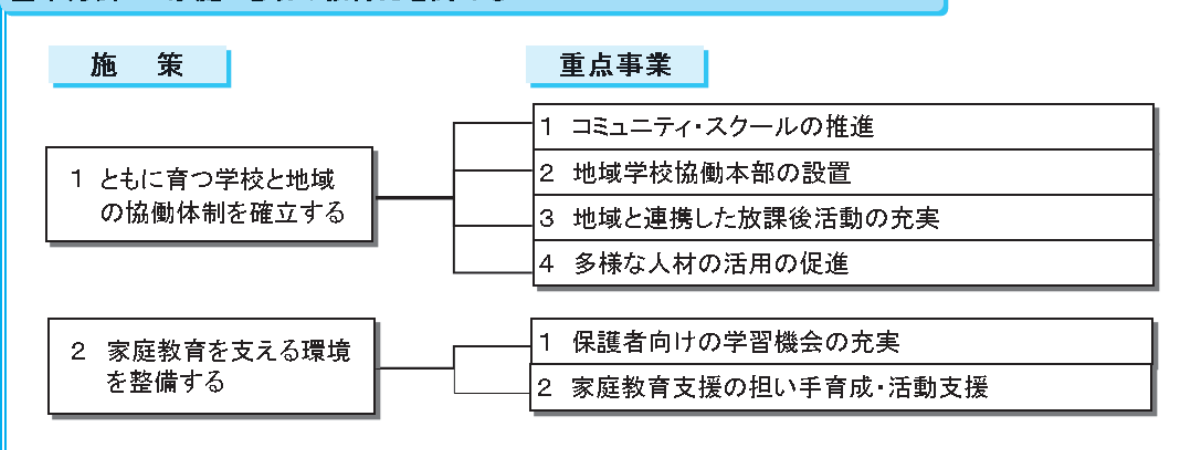 施 策
重点事業
1 ともに育つ学校と地域
の協働体制を確立する
1 コミュニティ・スクールの推進
2 地域学校協働本部の設置
3 地域と連携した放課後活動の充実
4 多様な人材の活用の促進
2 家庭教育を支える環境
を整備する
1 保護者向けの学習機会の充実
2 家庭教育支援の担い手育成・活動支援